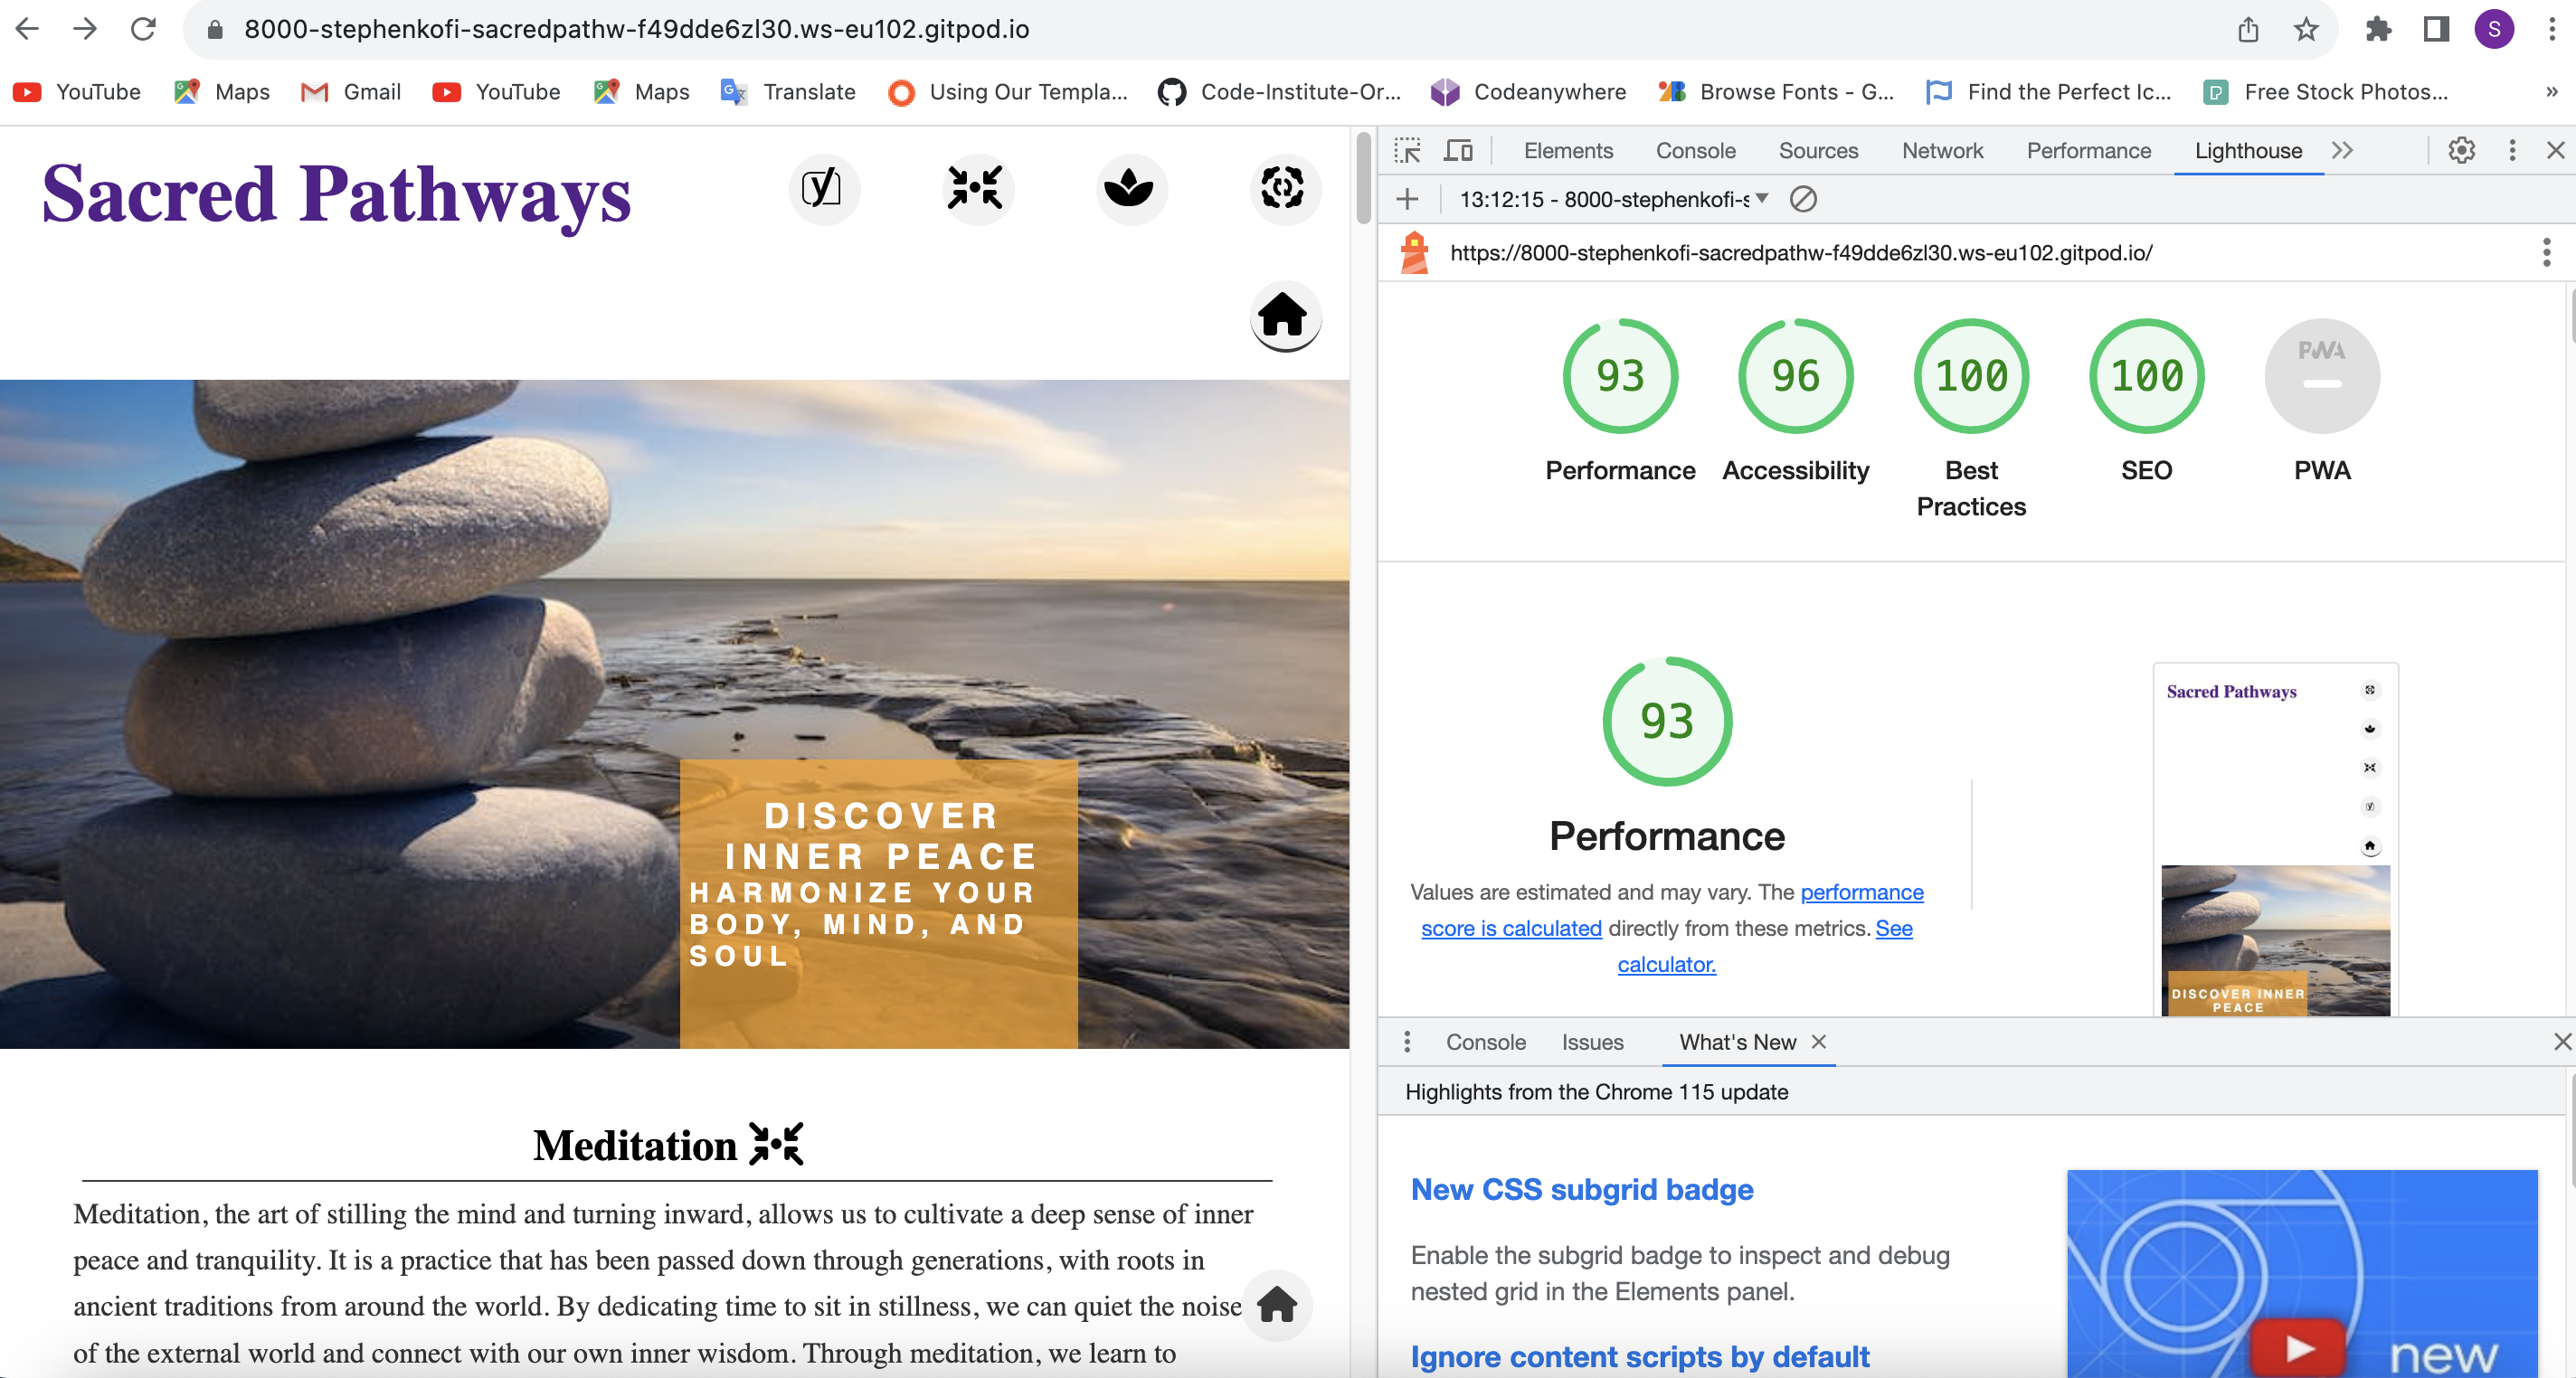 8000-stephenkofi-sacredpathw-f49dde6zl30.ws-eu102.gitpod.io
S
YouTube Maps Gmail YouTube Maps Translate Using Our Templa... Code-Institute-Or... Codeanywhere Browse Fonts - G... Find the Perfect Ic... Free Stock Photos... »
Sacred Pathways
Elements Console Sources Network Performance Lighthouse
13:12:15 - 8000-stephenkofi-s
https://8000-stephenkofi-sacredpathw-f49dde6zl30.ws-eu102.gitpod.io/
93 96 100 100 PWA
Performance Accessibility Best Practices SEO PWA
DISCOVER
INNER PEACE
HARMONIZE YOUR
BODY, MIND, AND
SOUL
93
Performance
Values are estimated and may vary. The performance
score is calculated directly from these metrics. See
calculator.
Sacred Pathways
DISCOVER INNER
PEACE
Meditation
Meditation, the art of stilling the mind and turning inward, allows us to cultivate a deep sense of inner
peace and tranquility. It is a practice that has been passed down through generations, with roots in
ancient traditions from around the world. By dedicating time to sit in stillness, we can quiet the noise
of the external world and connect with our own inner wisdom. Through meditation, we learn to
Console Issues What's New
Highlights from the Chrome 115 update
New CSS subgrid badge
Enable the subgrid badge to inspect and debug
nested grid in the Elements panel.
Ignore content scripts by default
new